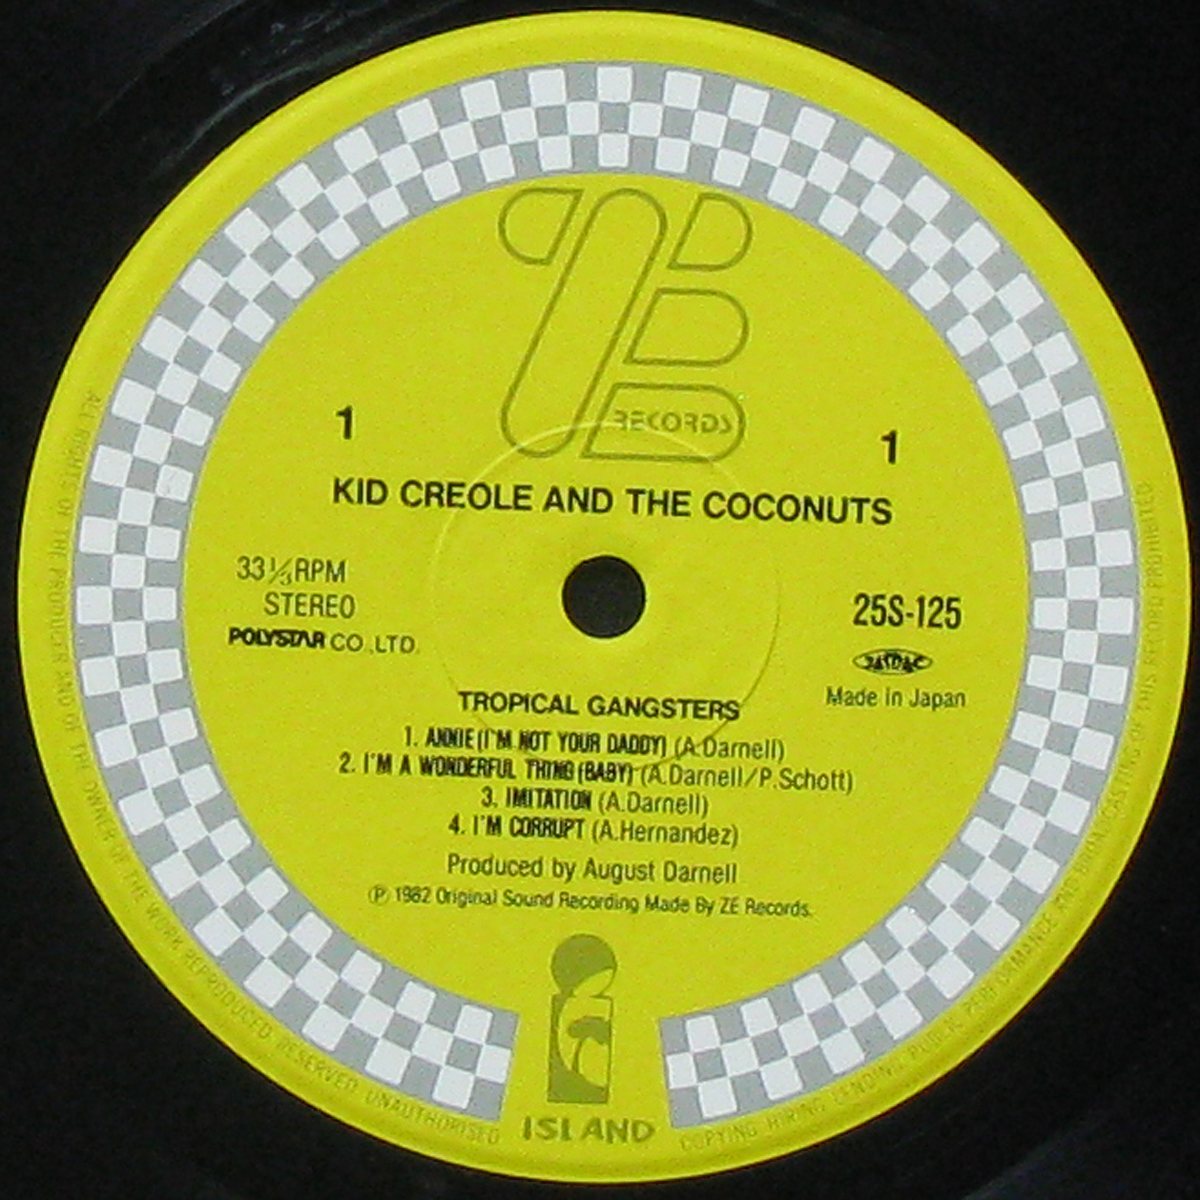 ZE
RECORDS
1
1
KID CREOLE AND THE COCONUTS
33⅓RPM
STEREO
POLYSTAR CO.,LTD.
25S-125
JASRAC
Made in Japan
TROPICAL GANGSTERS
1. ANNIE(I'M NOT YOUR DADDY) (A.Darnell)
2. I'M A WONDERFUL THING(BABY) (A.Darnell/P.Schott)
3. IMITATION (A.Darnell)
4. I'M CORRUPT (A.Hernandez)
Produced by August Darnell
Ⓟ 1982 Original Sound Recording Made By ZE Records.
ISLAND
ALL RIGHTS OF THE PRODUCER AND OF THE OWNER OF THE WORK REPRODUCED RESERVED UNAUTHORISED COPYING HIRING LENDING PUBLIC PERFORMANCE AND BROADCASTING OF THIS RECORD PROHIBITED